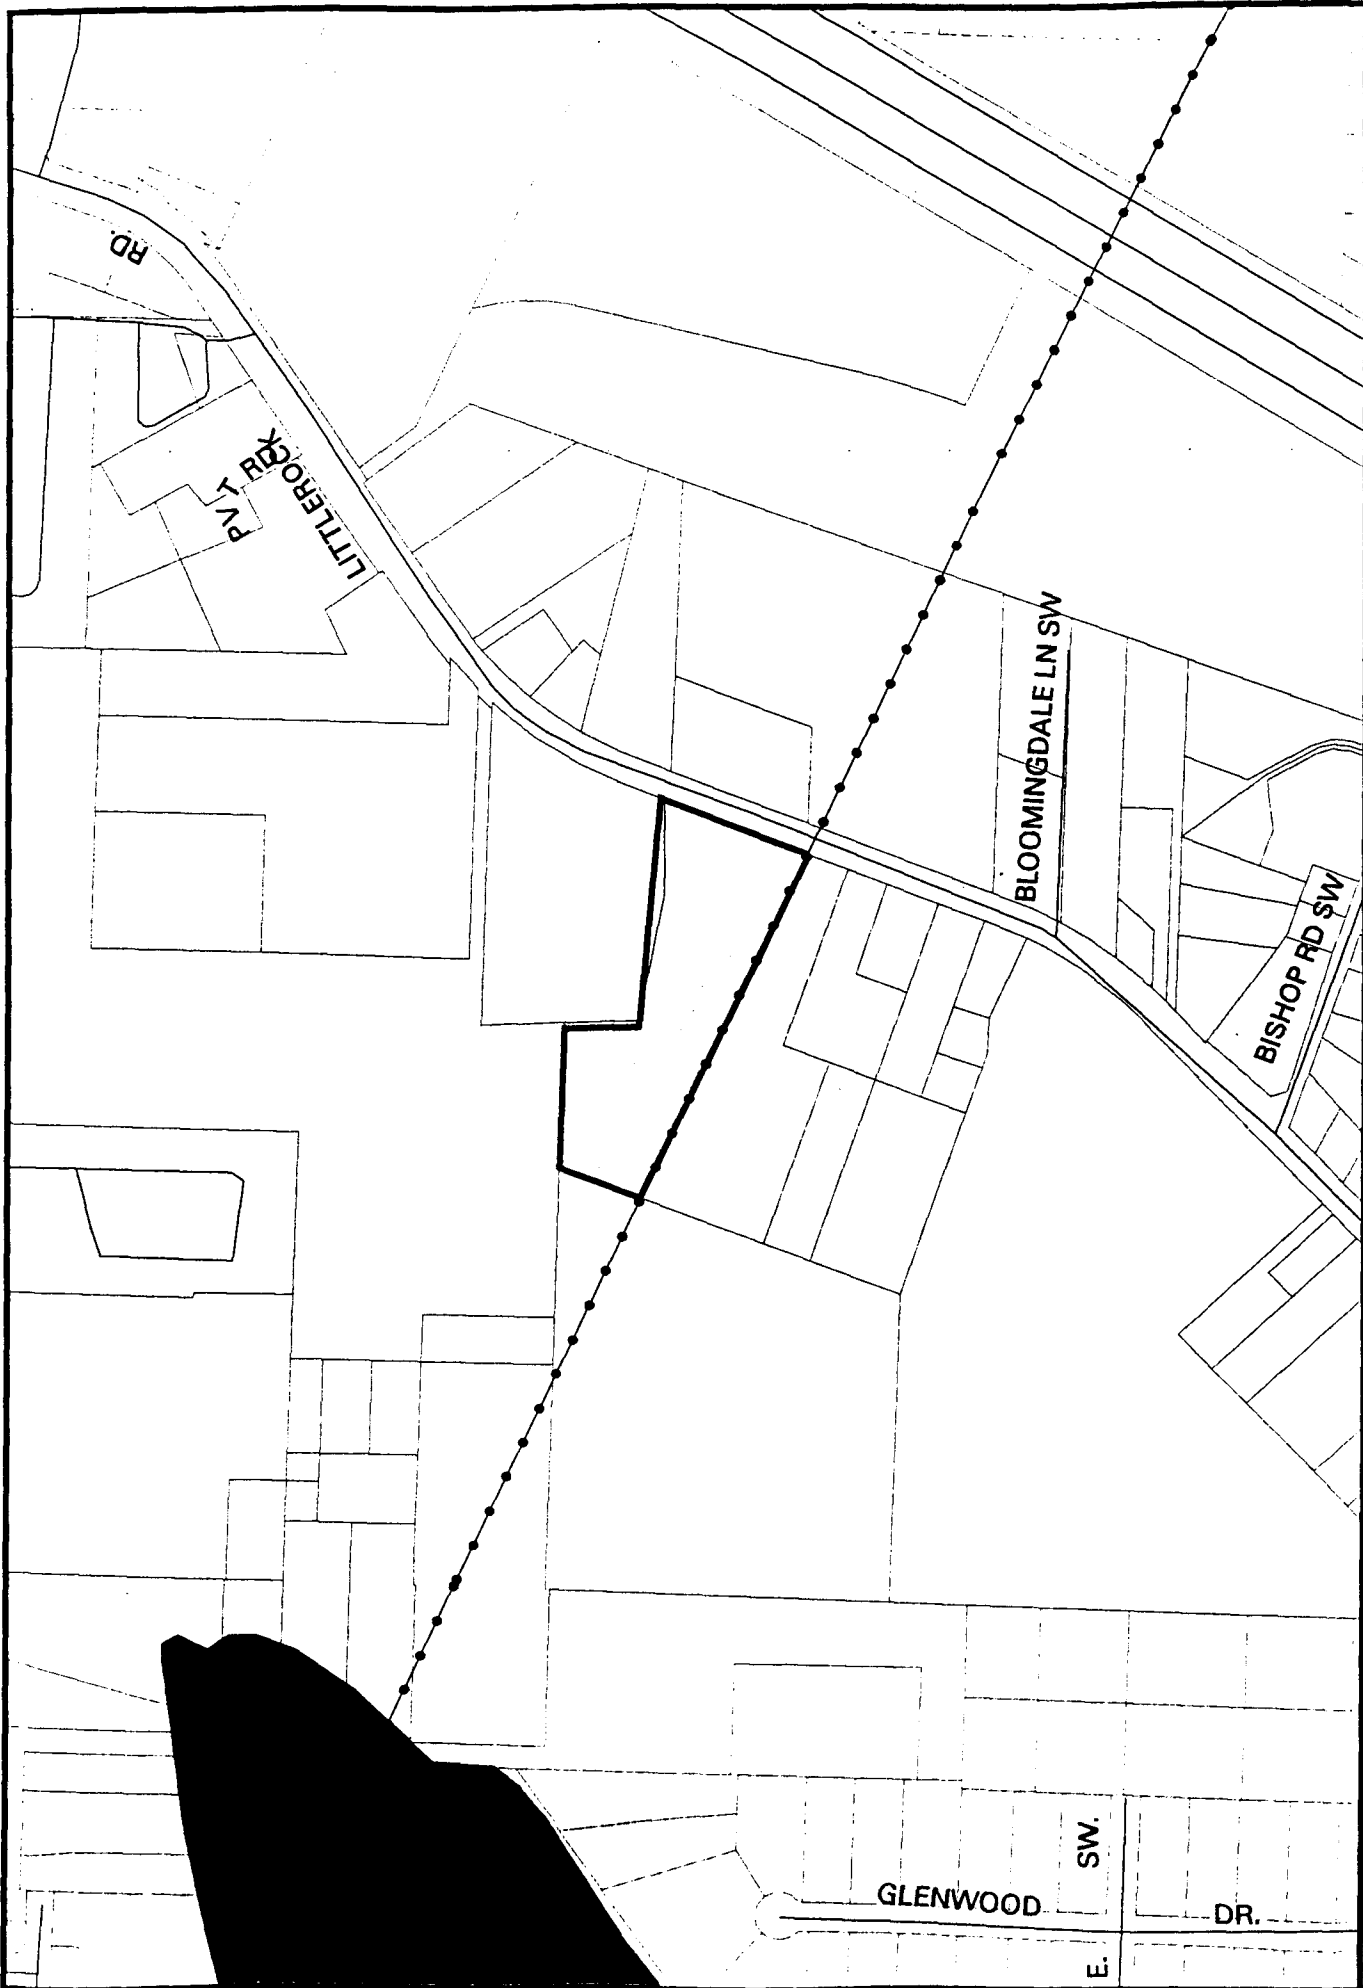 RD.
PVT RD
LITTLEROCK
BLOOMINGDALE LN SW
BISHOP RD SW
SW.
GLENWOOD
DR.
E.